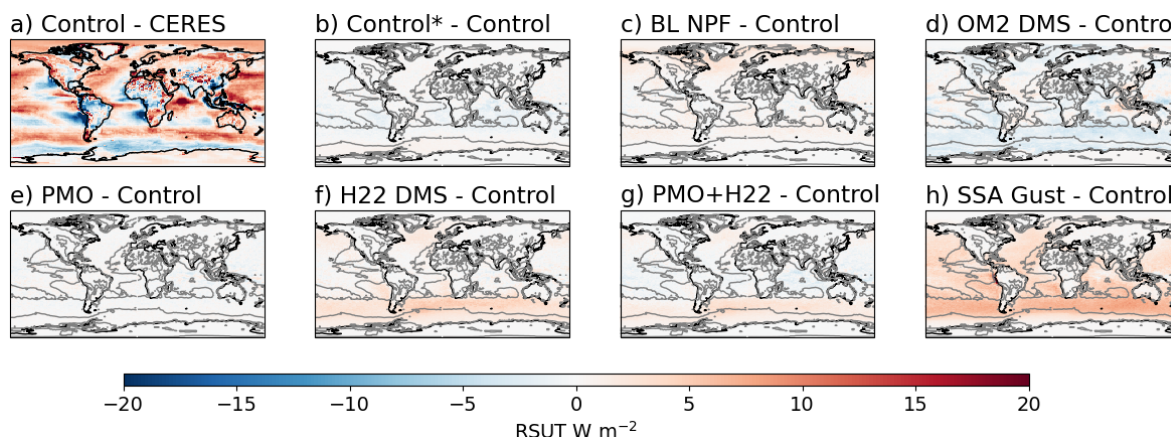 a) Control - CERES
b) Control* - Control
c) BL NPF - Control
d) OM2 DMS - Control
e) PMO - Control
f) H22 DMS - Control
g) PMO+H22 - Control
h) SSA Gust - Control
−20 −15 −10 −5 0 5 10 15 20
RSUT W m⁻²